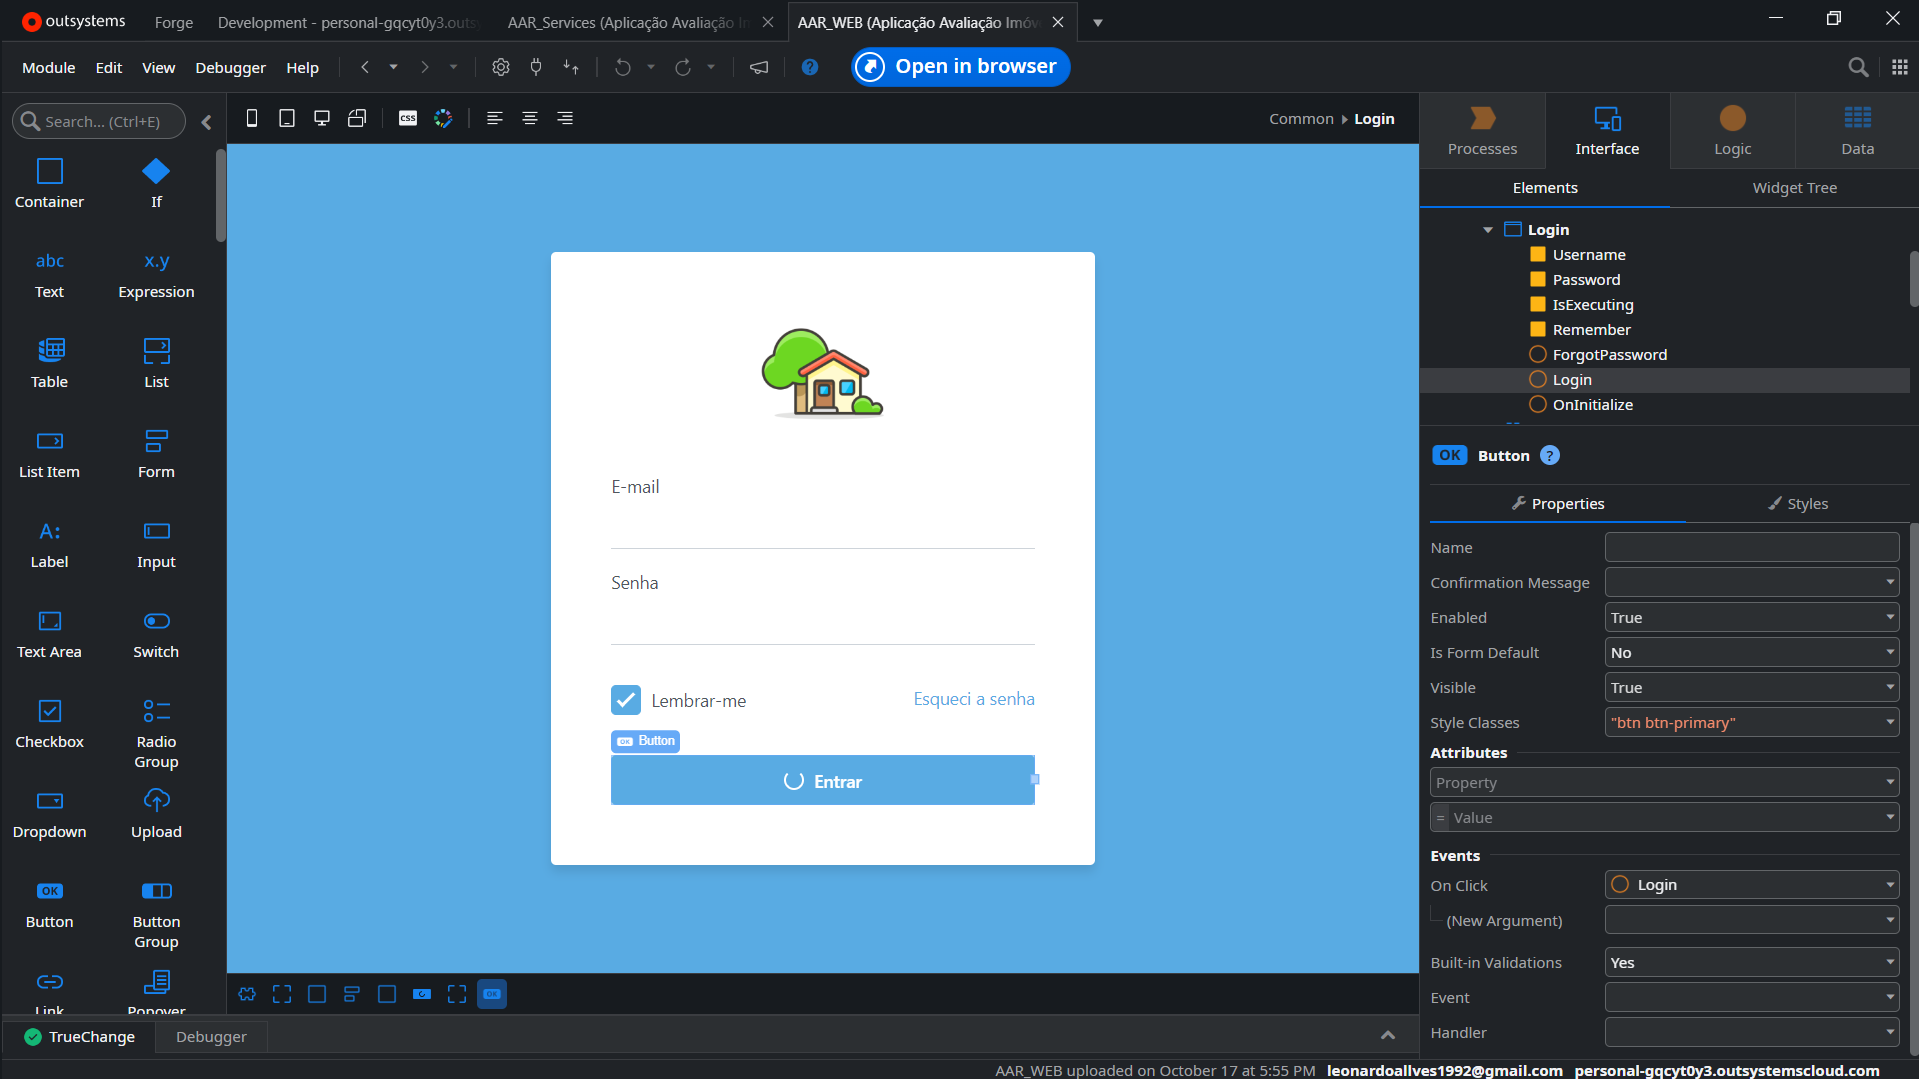 outsystems
Forge
Development - personal-gqcyt0y3.outs
AAR_Services (Aplicação Avaliação I
AAR_WEB (Aplicação Avaliação Imóv
Module Edit View Debugger Help
Open in browser
Search... (Ctrl+E)
Container If
abc x.y
Text Expression
Table List
List Item Form
A:
Label Input
Text Area Switch
Checkbox Radio Group
Dropdown Upload
OK
Button Button Group
Link Popover
css
Common Login
E-mail
Senha
Lembrar-me Esqueci a senha
OK Button
Entrar
OK
TrueChange Debugger
Processes Interface Logic Data
Elements Widget Tree
Login
Username
Password
IsExecuting
Remember
ForgotPassword
Login
OnInitialize
OK Button ?
Properties Styles
Name
Confirmation Message
Enabled True
Is Form Default No
Visible True
Style Classes "btn btn-primary"
Attributes
Property
= Value
Events
On Click Login
(New Argument)
Built-in Validations Yes
Event
Handler
AAR_WEB uploaded on October 17 at 5:55 PM leonardoallves1992@gmail.com personal-gqcyt0y3.outsystemscloud.com